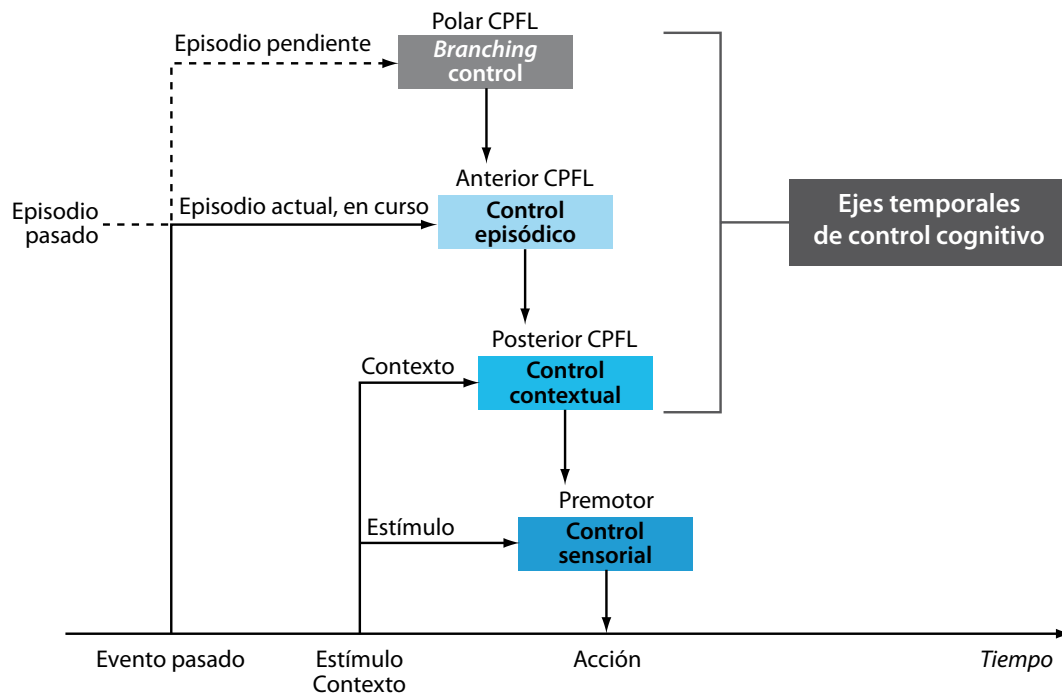 Polar CPFL
Episodio pendiente
Branching
control
Anterior CPFL
Episodio
pasado
Episodio actual, en curso
Control
episódico
Ejes temporales
de control cognitivo
Posterior CPFL
Contexto
Control
contextual
Premotor
Estímulo
Control
sensorial
Evento pasado
Estímulo
Contexto
Acción
Tiempo